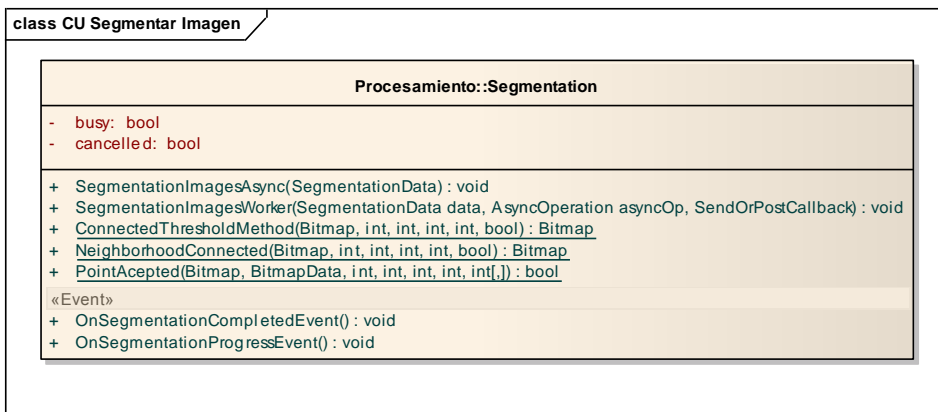 class CU Segmentar Imagen
Procesamiento::Segmentation
- busy: bool
- cancelled: bool
+ SegmentationImagesAsync(SegmentationData) : void
+ SegmentationImagesWorker(SegmentationData data, AsyncOperation asyncOp, SendOrPostCallback) : void
+ ConnectedThresholdMethod(Bitmap, int, int, int, int, bool) : Bitmap
+ NeighborhoodConnected(Bitmap, int, int, int, int, bool) : Bitmap
+ PointAcepted(Bitmap, BitmapData, int, int, int, int, int[,]) : bool
«Event»
+ OnSegmentationCompletedEvent() : void
+ OnSegmentationProgressEvent() : void